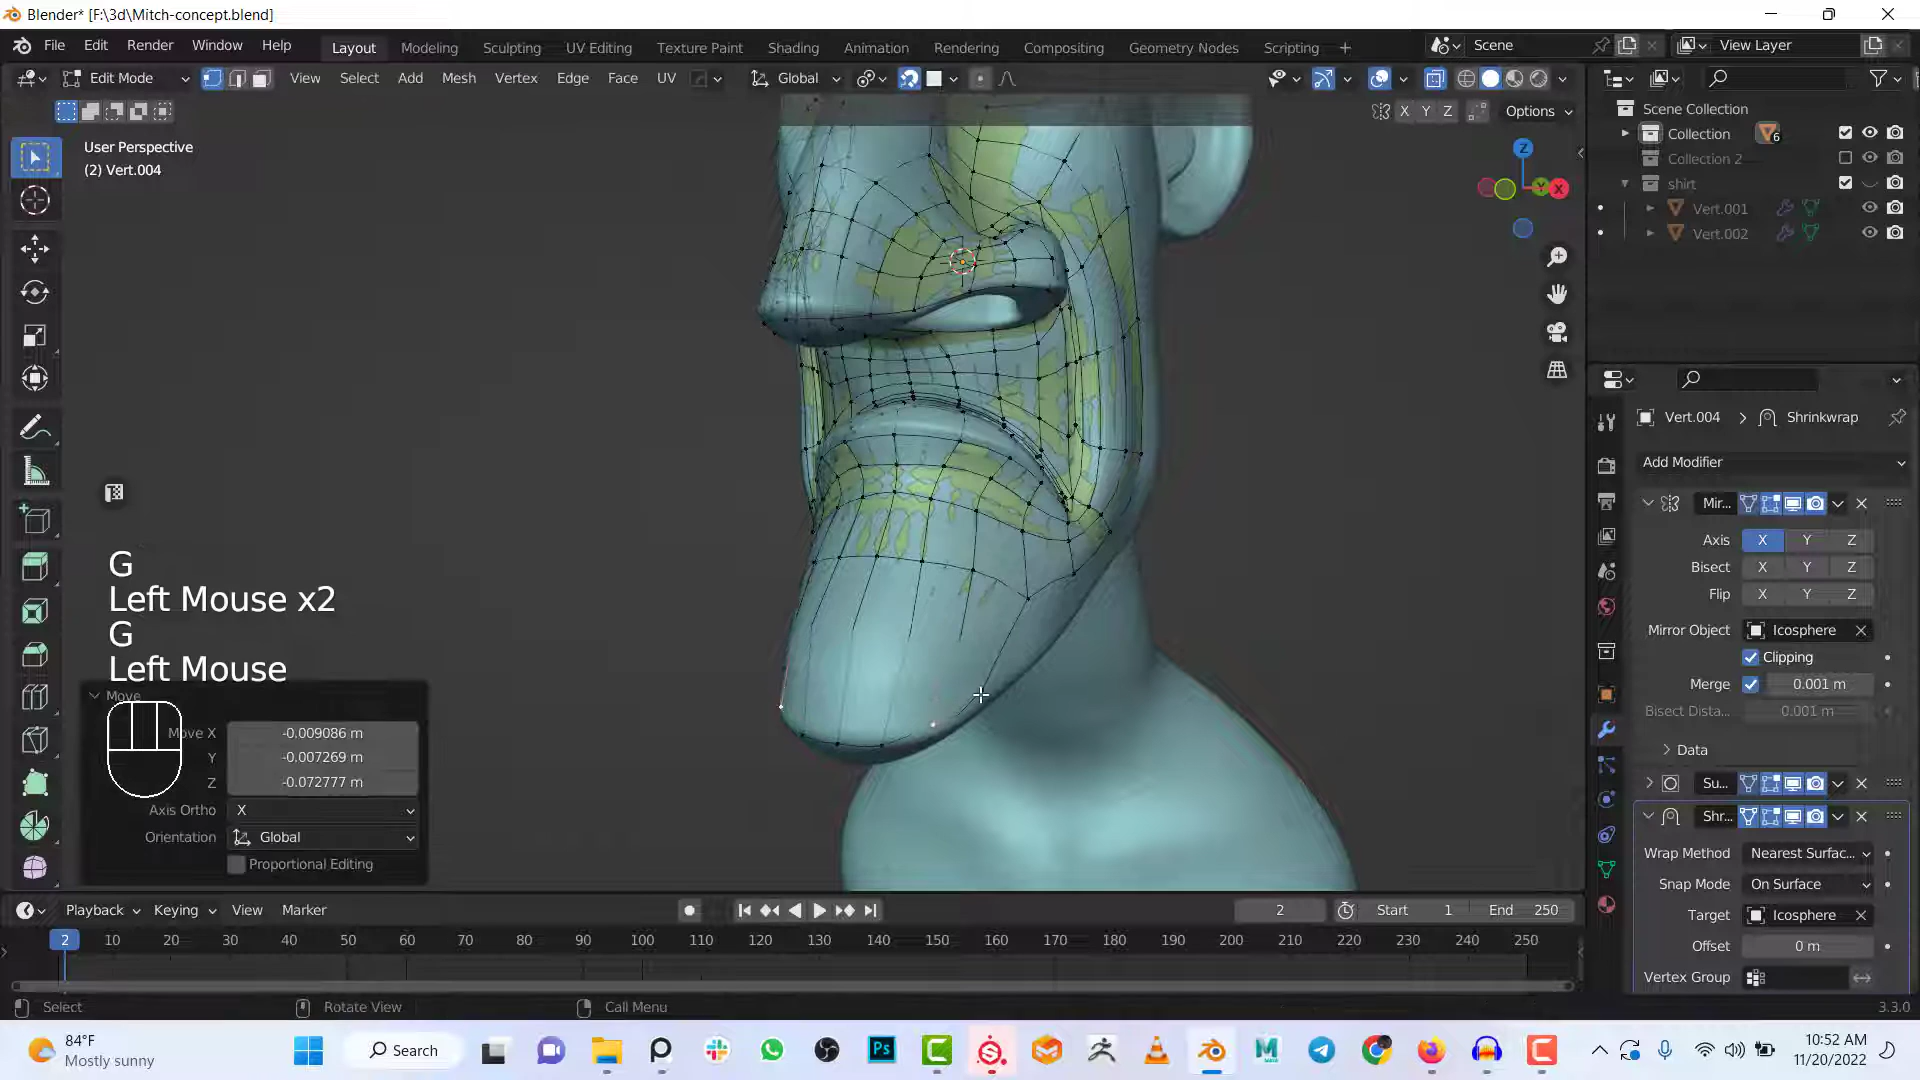 Blender* [F:\3d\Mitch-concept.blend]
File Edit Render Window Help Layout Modeling Sculpting UV Editing Texture Paint Shading Animation Rendering Compositing Geometry Nodes Scripting + Scene View Layer
Edit Mode View Select Add Mesh Vertex Edge Face UV Global
X Y Z Options
User Perspective
(2) Vert.004
Z
Y X
Scene Collection
Collection 6
Collection 2
shirt
Vert.001
Vert.002
Vert.004 > Shrinkwrap
Add Modifier
Mir...
Axis X Y Z
Bisect X Y Z
Flip X Y Z
Mirror Object Icosphere
Clipping
Merge 0.001 m
Bisect Dista... 0.001 m
Data
Su...
Shr...
Wrap Method Nearest Surfac...
Snap Mode On Surface
Target Icosphere
Offset 0 m
Vertex Group
G
Left Mouse x2
G
Left Mouse
Move
Move X -0.009086 m
Y -0.007269 m
Z -0.072777 m
Axis Ortho X
Orientation Global
Proportional Editing
Playback Keying View Marker 2 Start 1 End 250
2 10 20 30 40 50 60 70 80 90 100 110 120 130 140 150 160 170 180 190 200 210 220 230 240 250
Select Rotate View Call Menu 3.3.0
84°F
Mostly sunny
Search
Ps
10:52 AM
11/20/2022